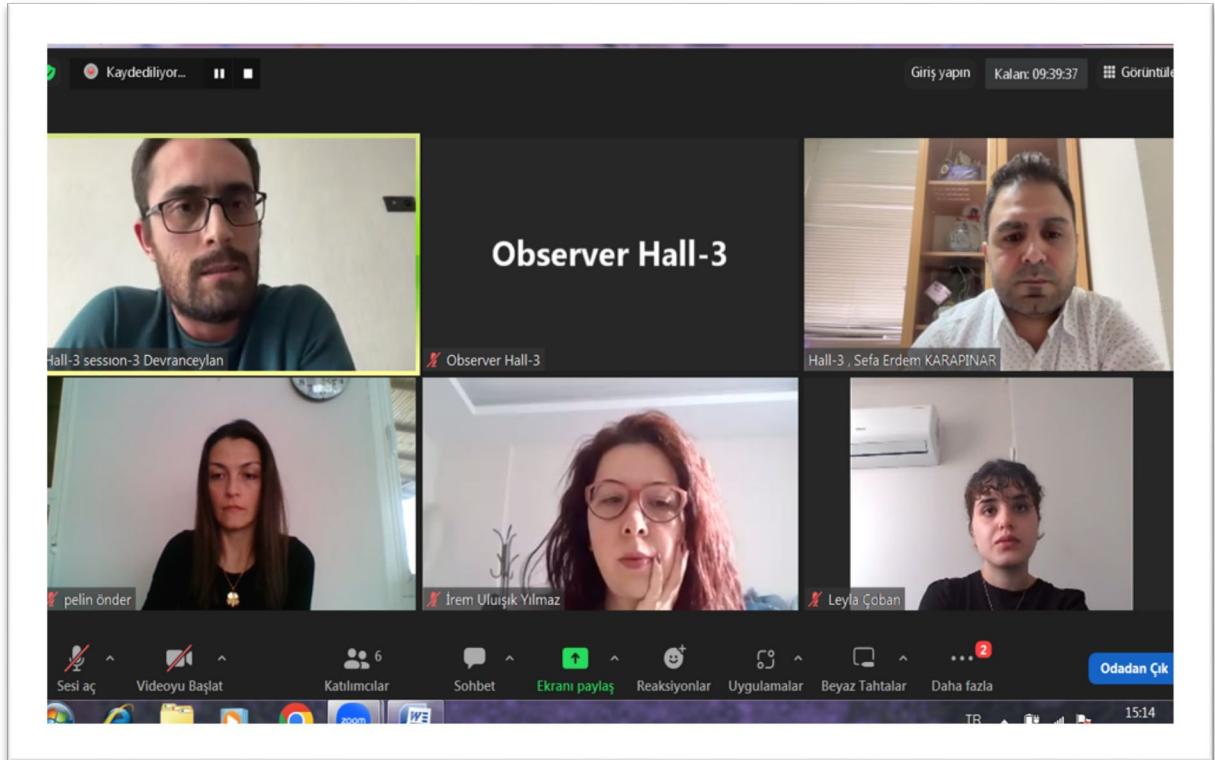 Kaydediliyor...
Giriş yapın
Kalan: 09:39:37
Görüntüle
Observer Hall-3
Hall-3 sessıon-3 Devranceylan
Observer Hall-3
Hall-3 , Sefa Erdem KARAPINAR
pelin önder
İrem Uluışık Yılmaz
Leyla Çoban
6
2
Sesi aç
Videoyu Başlat
Katılımcılar
Sohbet
Ekranı paylaş
Reaksiyonlar
Uygulamalar
Beyaz Tahtalar
Daha fazla
Odadan Çık
zoom
W
TR
15:14